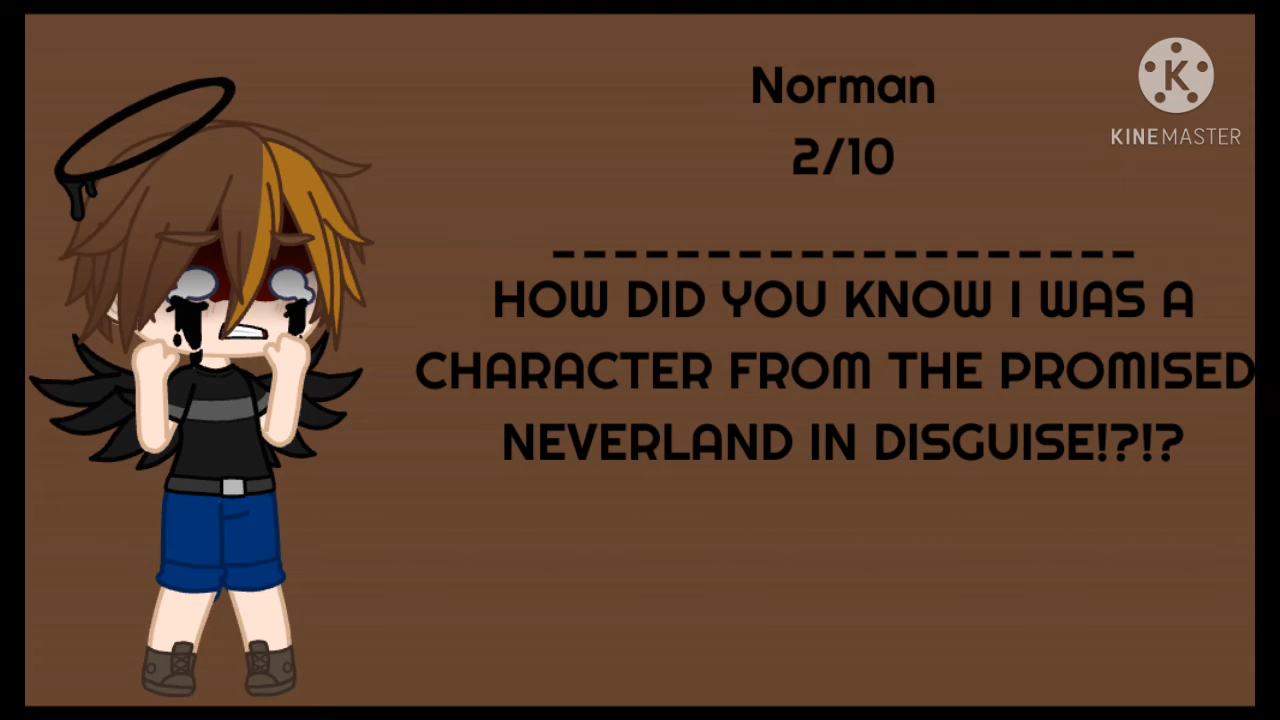 Norman
2/10
K
KINEMASTER
-------------------
HOW DID YOU KNOW I WAS A
CHARACTER FROM THE PROMISED
NEVERLAND IN DISGUISE!?!?